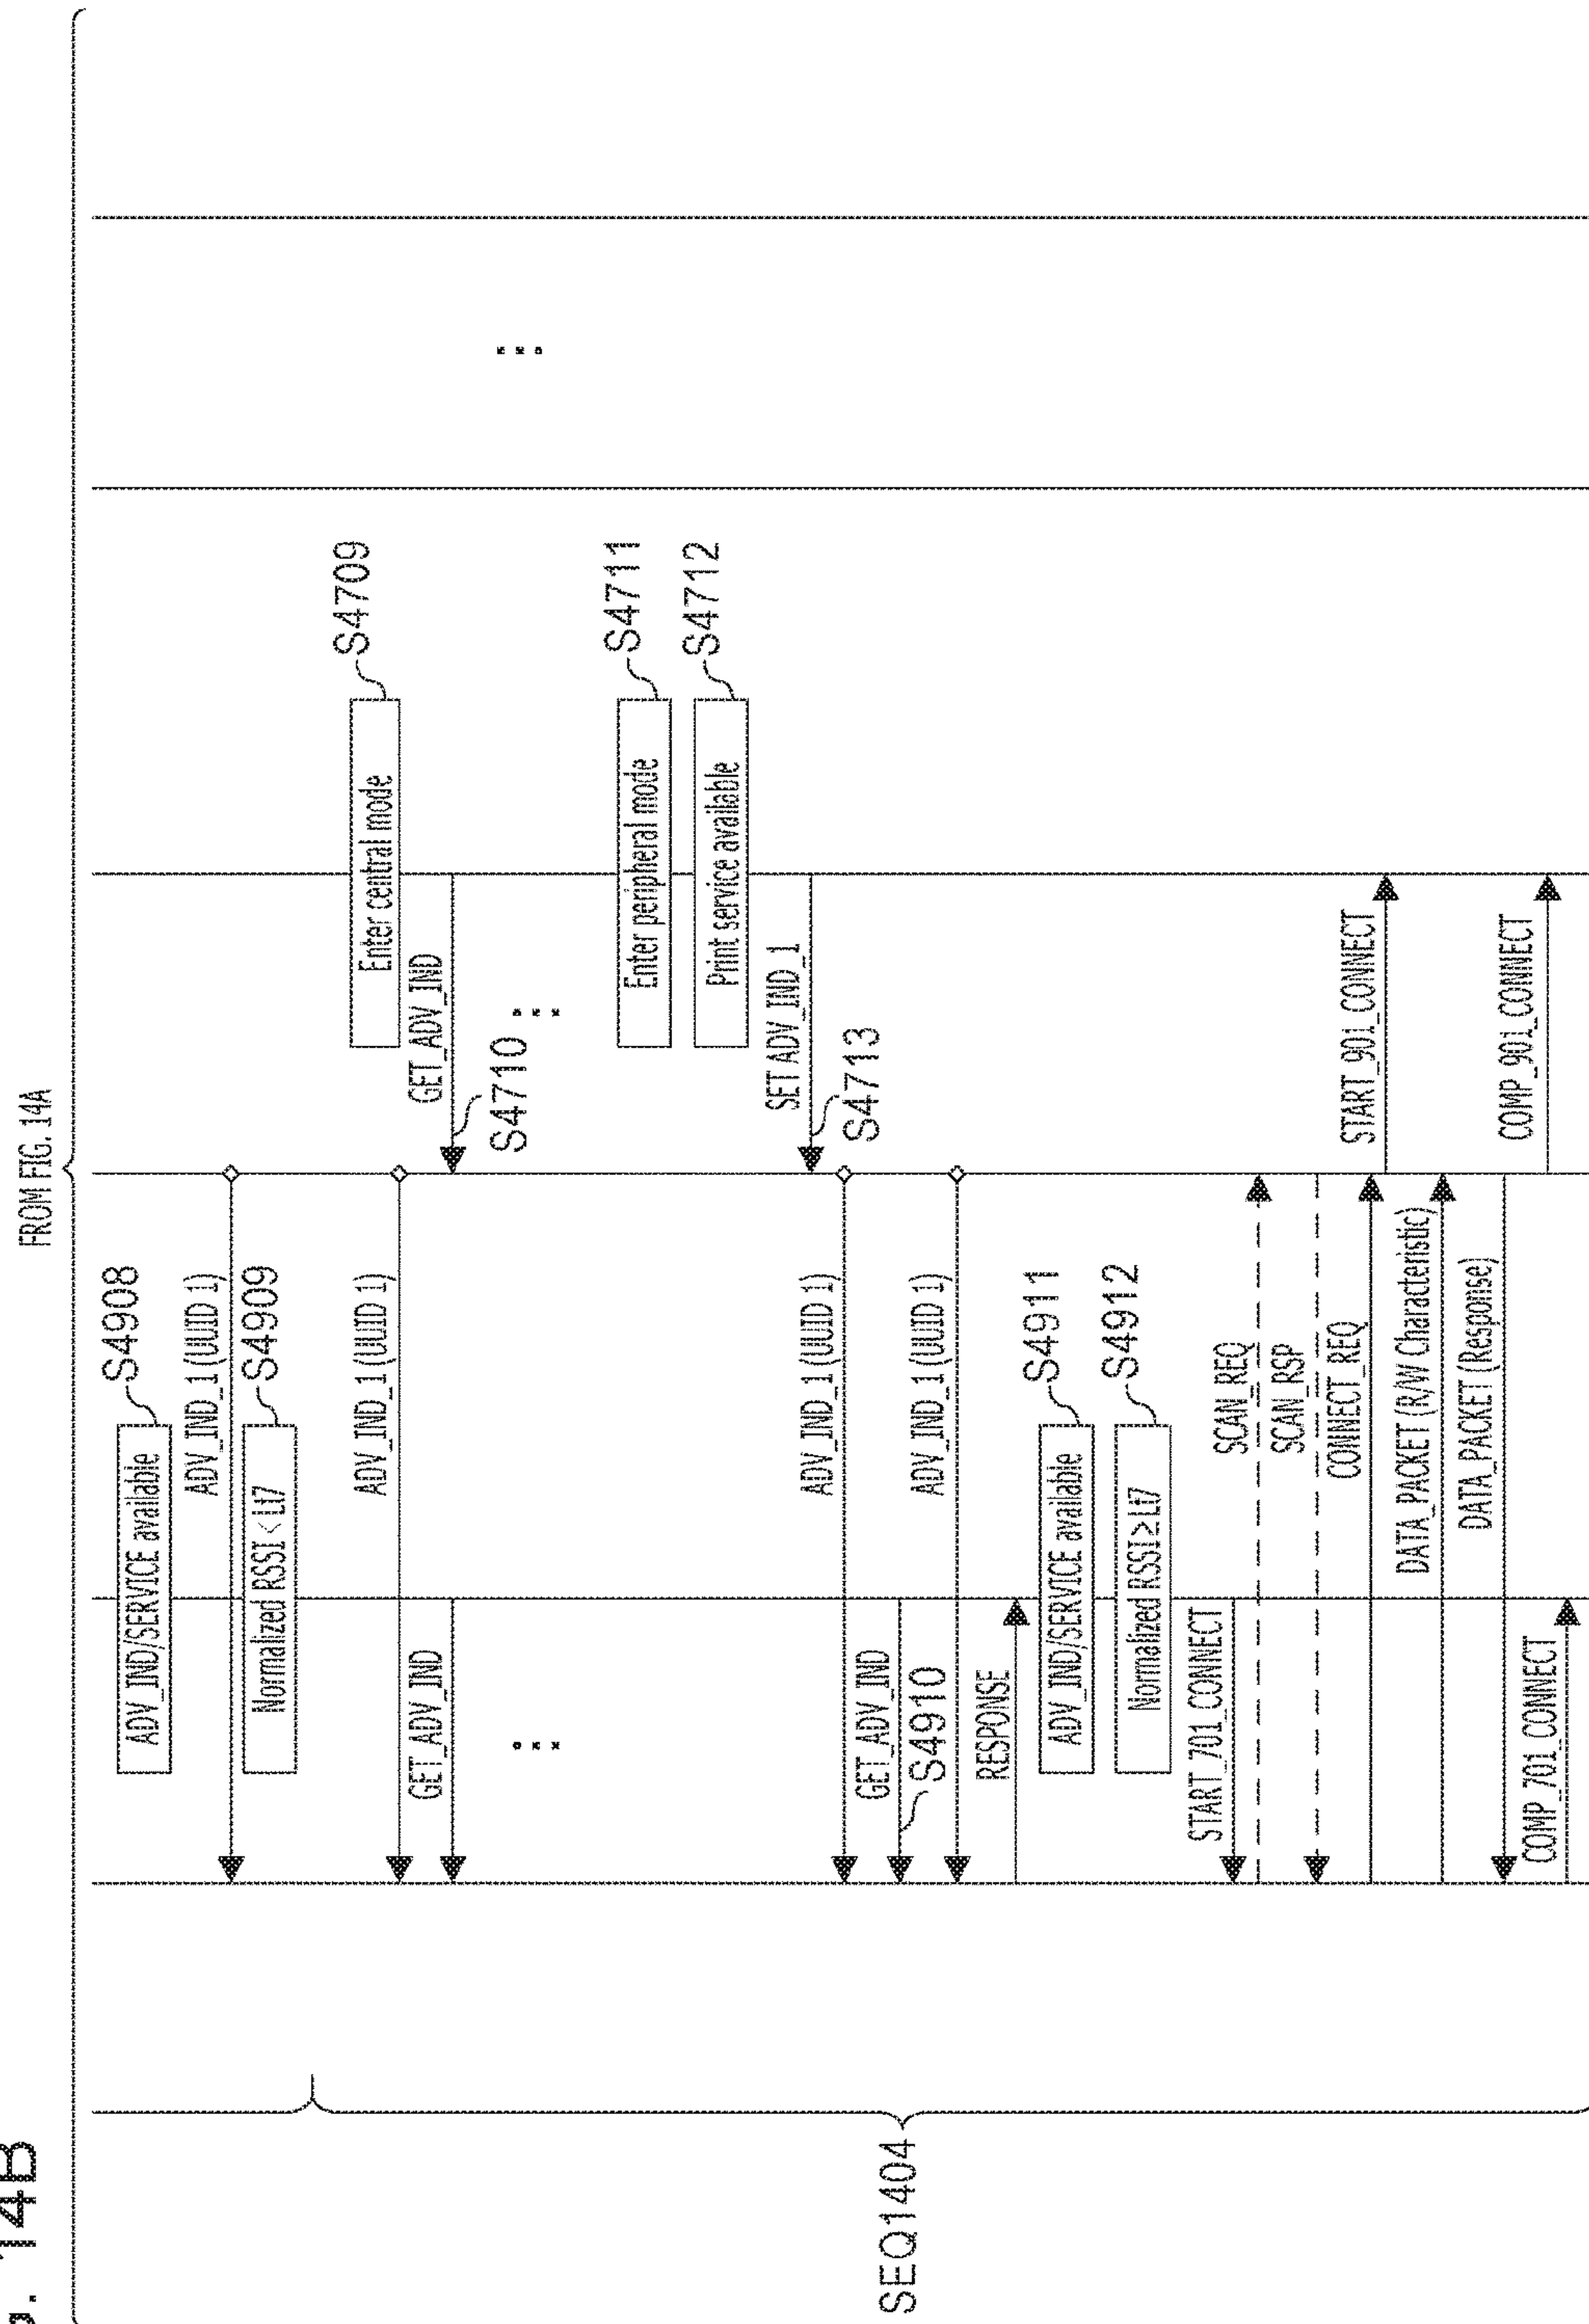 14B
FROM FIG. 14A
ADV_IND/SERVICE available
S4908
ADV_IND_1 (UUID 1)
Normalized RSSI < Lt7
S4909
ADV_IND_1 (UUID 1)
Enter central mode
S4709
GET_ADV_IND
GET_ADV_IND
S4710
...
...
...
Enter peripheral mode
S4711
Print service available
S4712
SET ADV_IND_1
S4713
ADV_IND_1 (UUID 1)
GET_ADV_IND
S4910
ADV_IND_1 (UUID 1)
RESPONSE
SEQ1404
ADV_IND/SERVICE available
S4911
Normalized RSSI ≥ Lt7
S4912
START_701_CONNECT
SCAN_REQ
SCAN_RSP
CONNECT_REQ
START_901_CONNECT
DATA_PACKET (R/W Characteristic)
DATA_PACKET (Response)
COMP_901_CONNECT
COMP_701_CONNECT